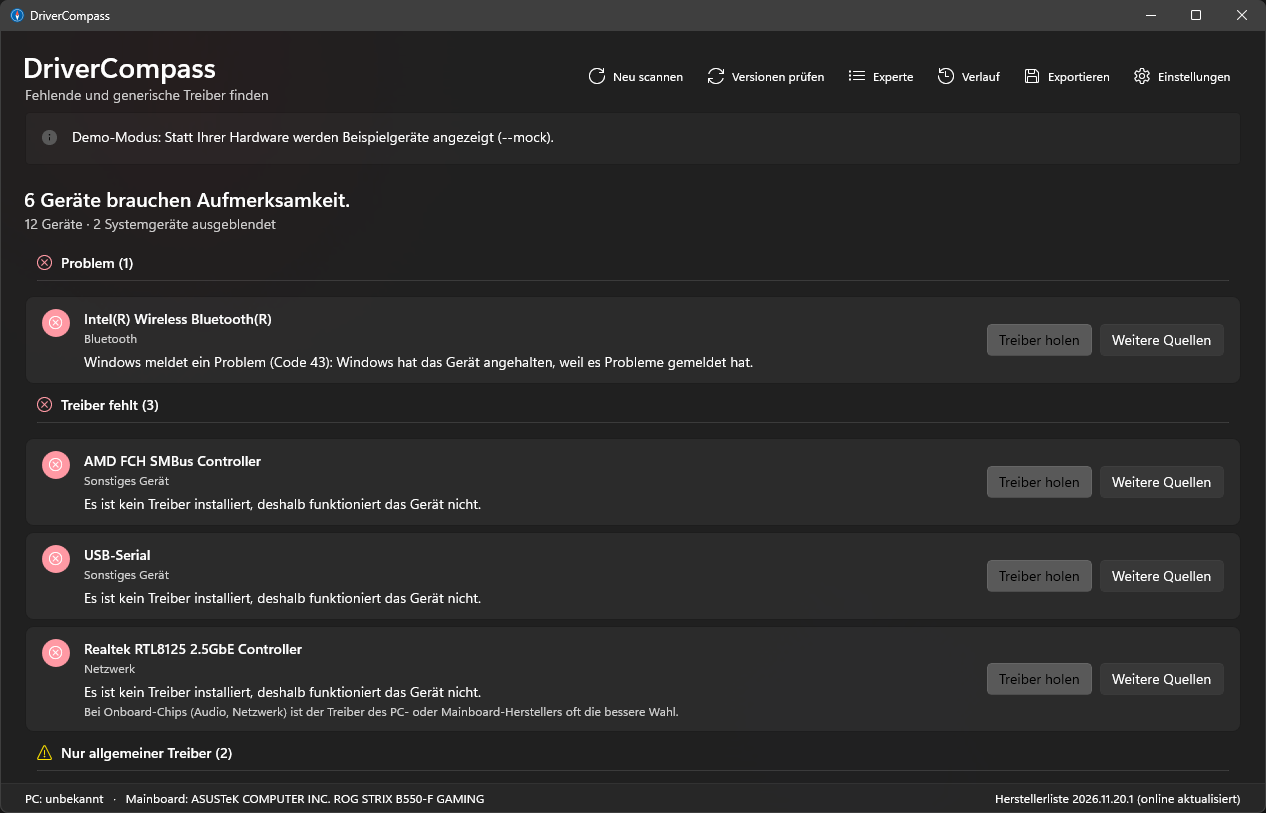 DriverCompass
DriverCompass
Fehlende und generische Treiber finden
Neu scannen
Versionen prüfen
Experte
Verlauf
Exportieren
Einstellungen
Demo-Modus: Statt Ihrer Hardware werden Beispielgeräte angezeigt (--mock).
6 Geräte brauchen Aufmerksamkeit.
12 Geräte · 2 Systemgeräte ausgeblendet
Problem (1)
Intel(R) Wireless Bluetooth(R)
Bluetooth
Windows meldet ein Problem (Code 43): Windows hat das Gerät angehalten, weil es Probleme gemeldet hat.
Treiber holen
Weitere Quellen
Treiber fehlt (3)
AMD FCH SMBus Controller
Sonstiges Gerät
Es ist kein Treiber installiert, deshalb funktioniert das Gerät nicht.
Treiber holen
Weitere Quellen
USB-Serial
Sonstiges Gerät
Es ist kein Treiber installiert, deshalb funktioniert das Gerät nicht.
Treiber holen
Weitere Quellen
Realtek RTL8125 2.5GbE Controller
Netzwerk
Es ist kein Treiber installiert, deshalb funktioniert das Gerät nicht.
Bei Onboard-Chips (Audio, Netzwerk) ist der Treiber des PC- oder Mainboard-Herstellers oft die bessere Wahl.
Treiber holen
Weitere Quellen
Nur allgemeiner Treiber (2)
PC: unbekannt · Mainboard: ASUSTeK COMPUTER INC. ROG STRIX B550-F GAMING
Herstellerliste 2026.11.20.1 (online aktualisiert)